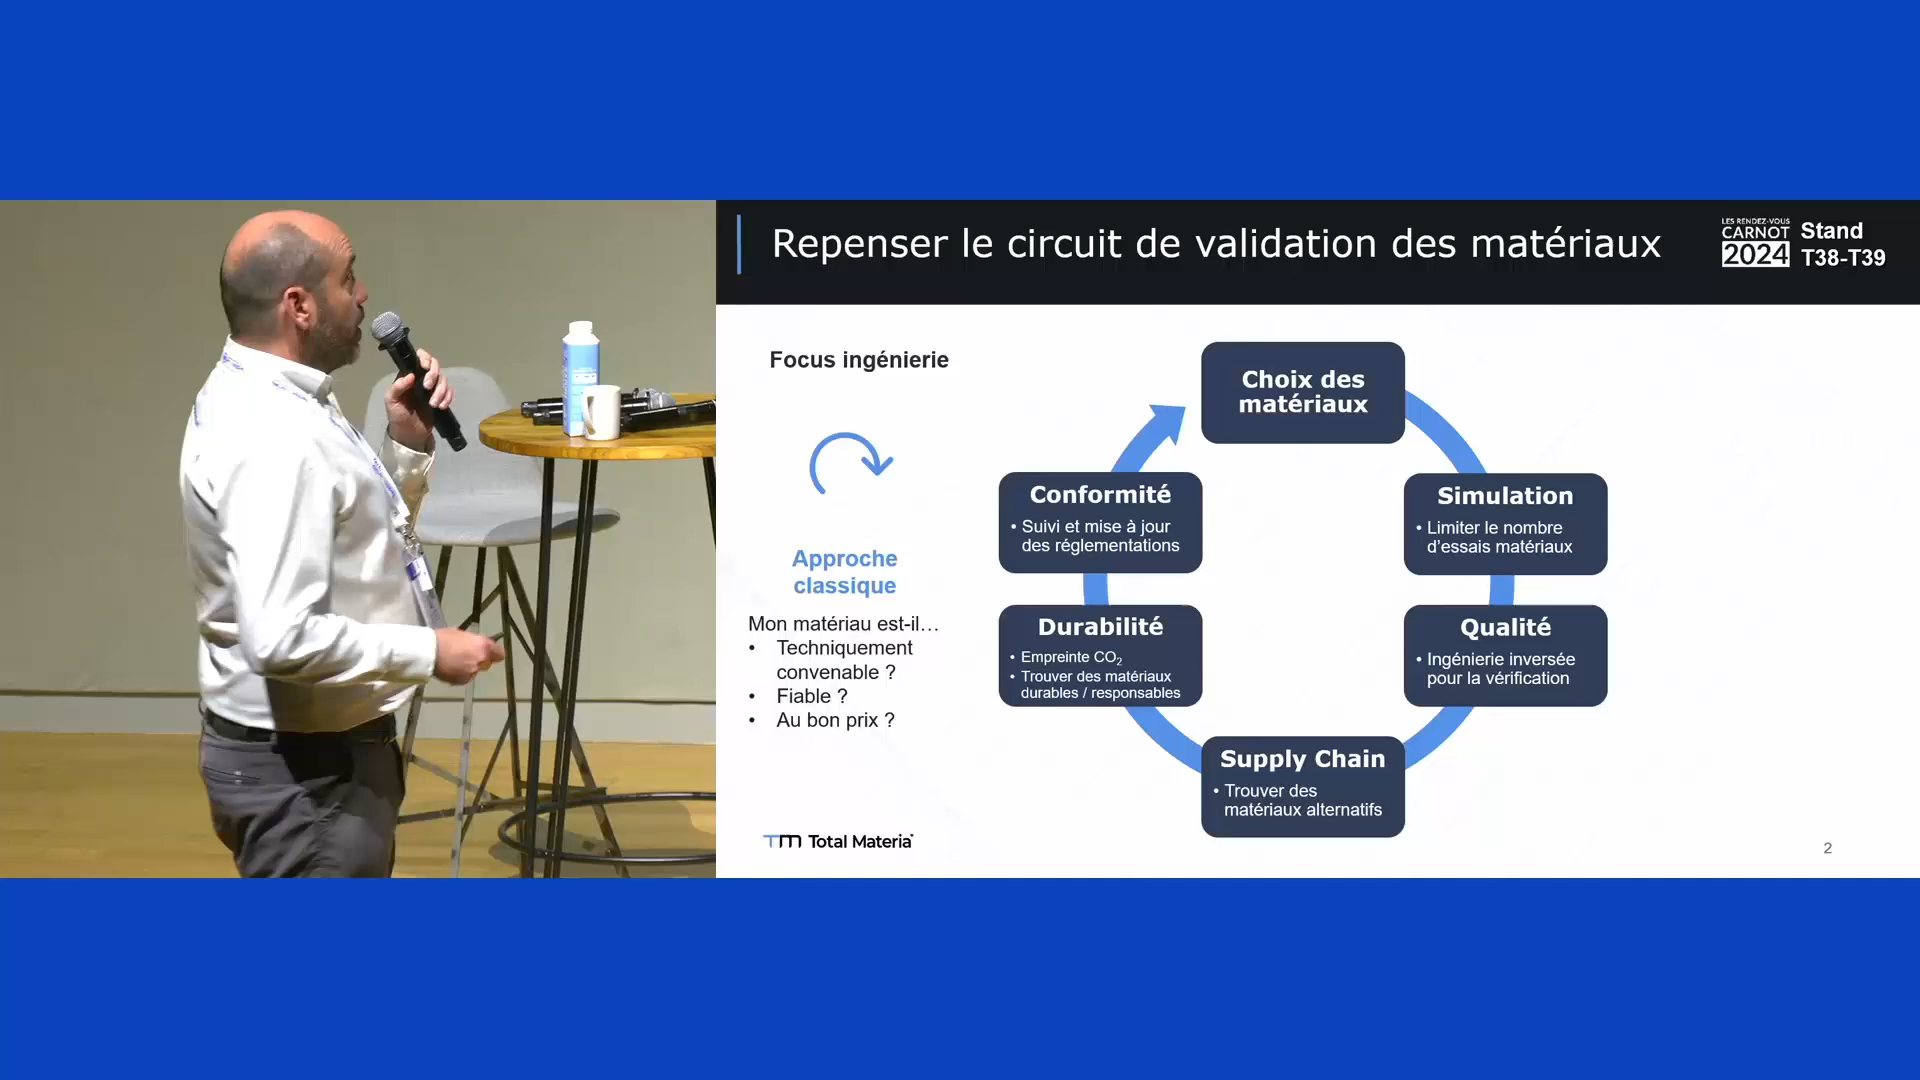 Repenser le circuit de validation des matériaux
LES RENDEZ-VOUS
CARNOT
2024
Stand
T38-T39
Focus ingénierie
Approche
classique
Mon matériau est-il…
• Techniquement
convenable ?
• Fiable ?
• Au bon prix ?
Choix des
matériaux
Simulation
• Limiter le nombre
d’essais matériaux
Qualité
• Ingénierie inversée
pour la vérification
Supply Chain
• Trouver des
matériaux alternatifs
Durabilité
• Empreinte CO₂
• Trouver des matériaux
durables / responsables
Conformité
• Suivi et mise à jour
des réglementations
TM Total Materia
2